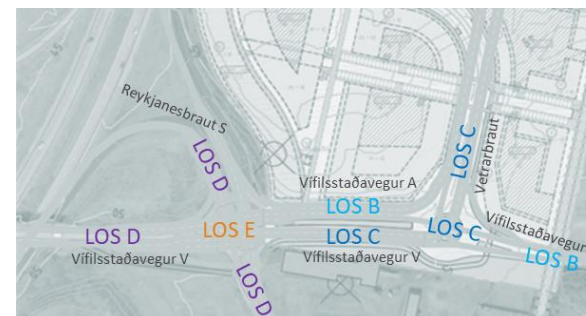 Reykjanesbraut S
LOS D
LOS C
Vetrarbraut
Vífilsstaðavegur A
LOS B
LOS D
LOS E
LOS C
LOS C
Vífilsstaðavegur
LOS B
Vífilsstaðavegur V
Vífilsstaðavegur V
LOS D